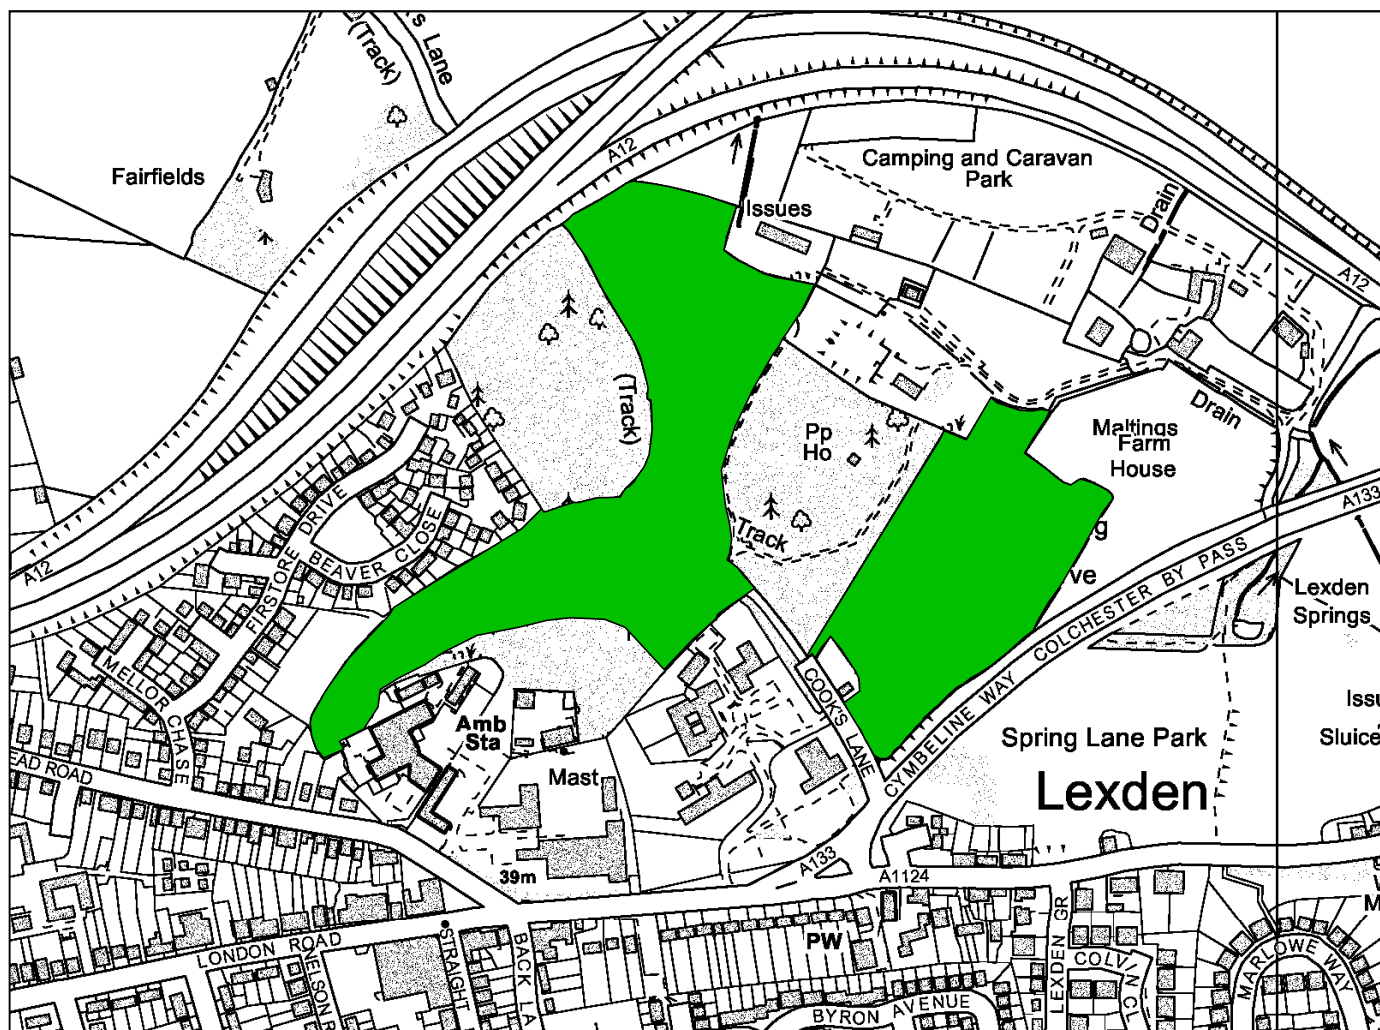 s Lane
(Track)
A12
Fairfields
Camping and Caravan
Park
Issues
Drain
A12
(Track)
Pp
Ho
Track
Drain
Maltings
Farm
House
A133
A12
FIRSTORE DRIVE
BEAVER CLOSE
g
ve
CYMBELINE WAY COLCHESTER BY PASS
Lexden
Springs
MELLOR CHASE
COOK'S LANE
Amb
Sta
Mast
Issu
Sluice
Spring Lane Park
Lexden
EAD ROAD
39m
A133
A1124
LONDON ROAD
NELSON R
STRAIGHT
BACK LA
PW
BYRON AVENUE
LEXDEN GR
COLVIN CL
MARLOWE WAY
W
M